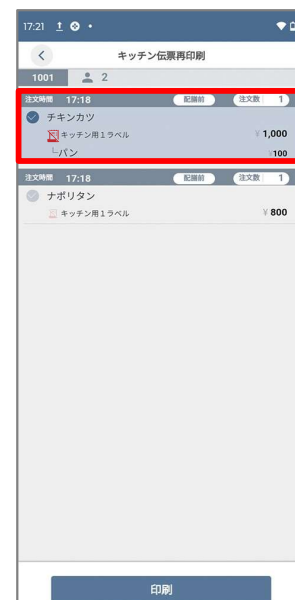 17:21
キッチン伝票再印刷
1001 2
注文時間 17:18 配膳前 注文数 1
チキンカツ
キッチン用1ラベル ¥ 1,000
└パン ¥100
注文時間 17:18 配膳前 注文数 1
ナポリタン
キッチン用1ラベル ¥ 800
印刷